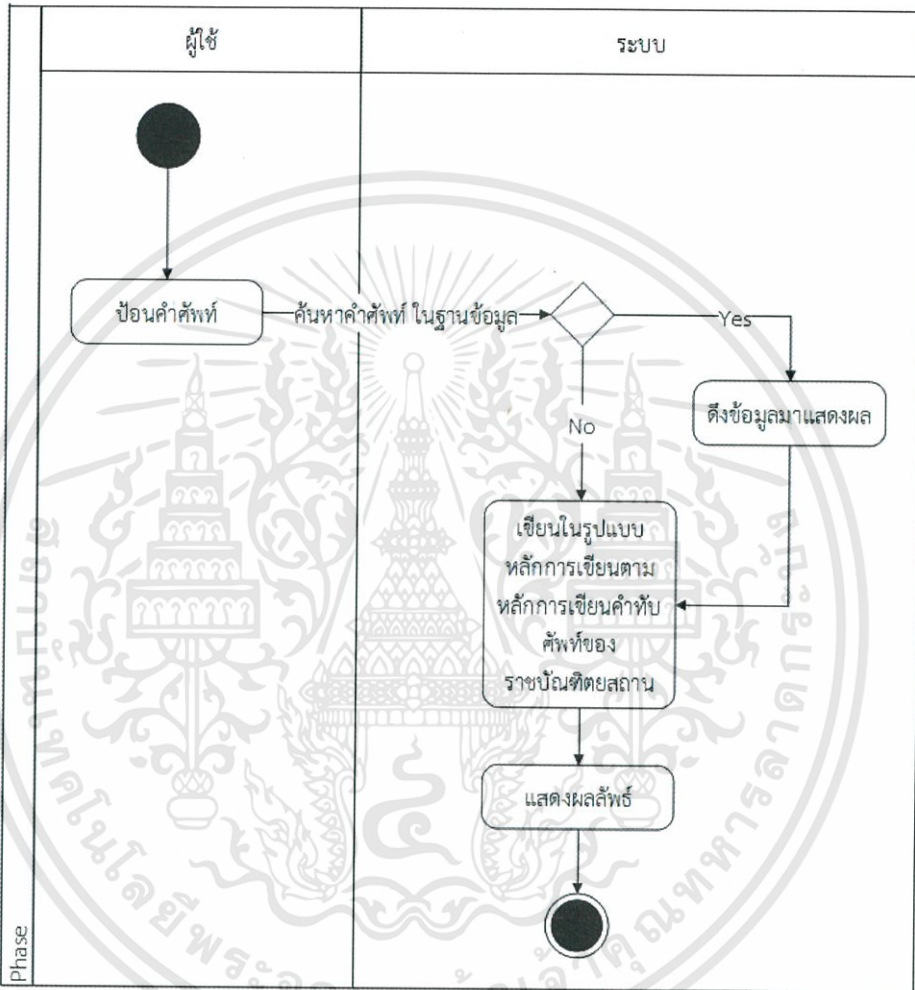 ผู้ใช้
ระบบ
ป้อนคำศัพท์
ค้นหาคำศัพท์ ในฐานข้อมูล
Yes
ดึงข้อมูลมาแสดงผล
No
เขียนในรูปแบบ
หลักการเขียนตาม
หลักการเขียนคำทับ
ศัพท์ของ
ราชบัณฑิตยสถาน
แสดงผลลัพธ์
Phase